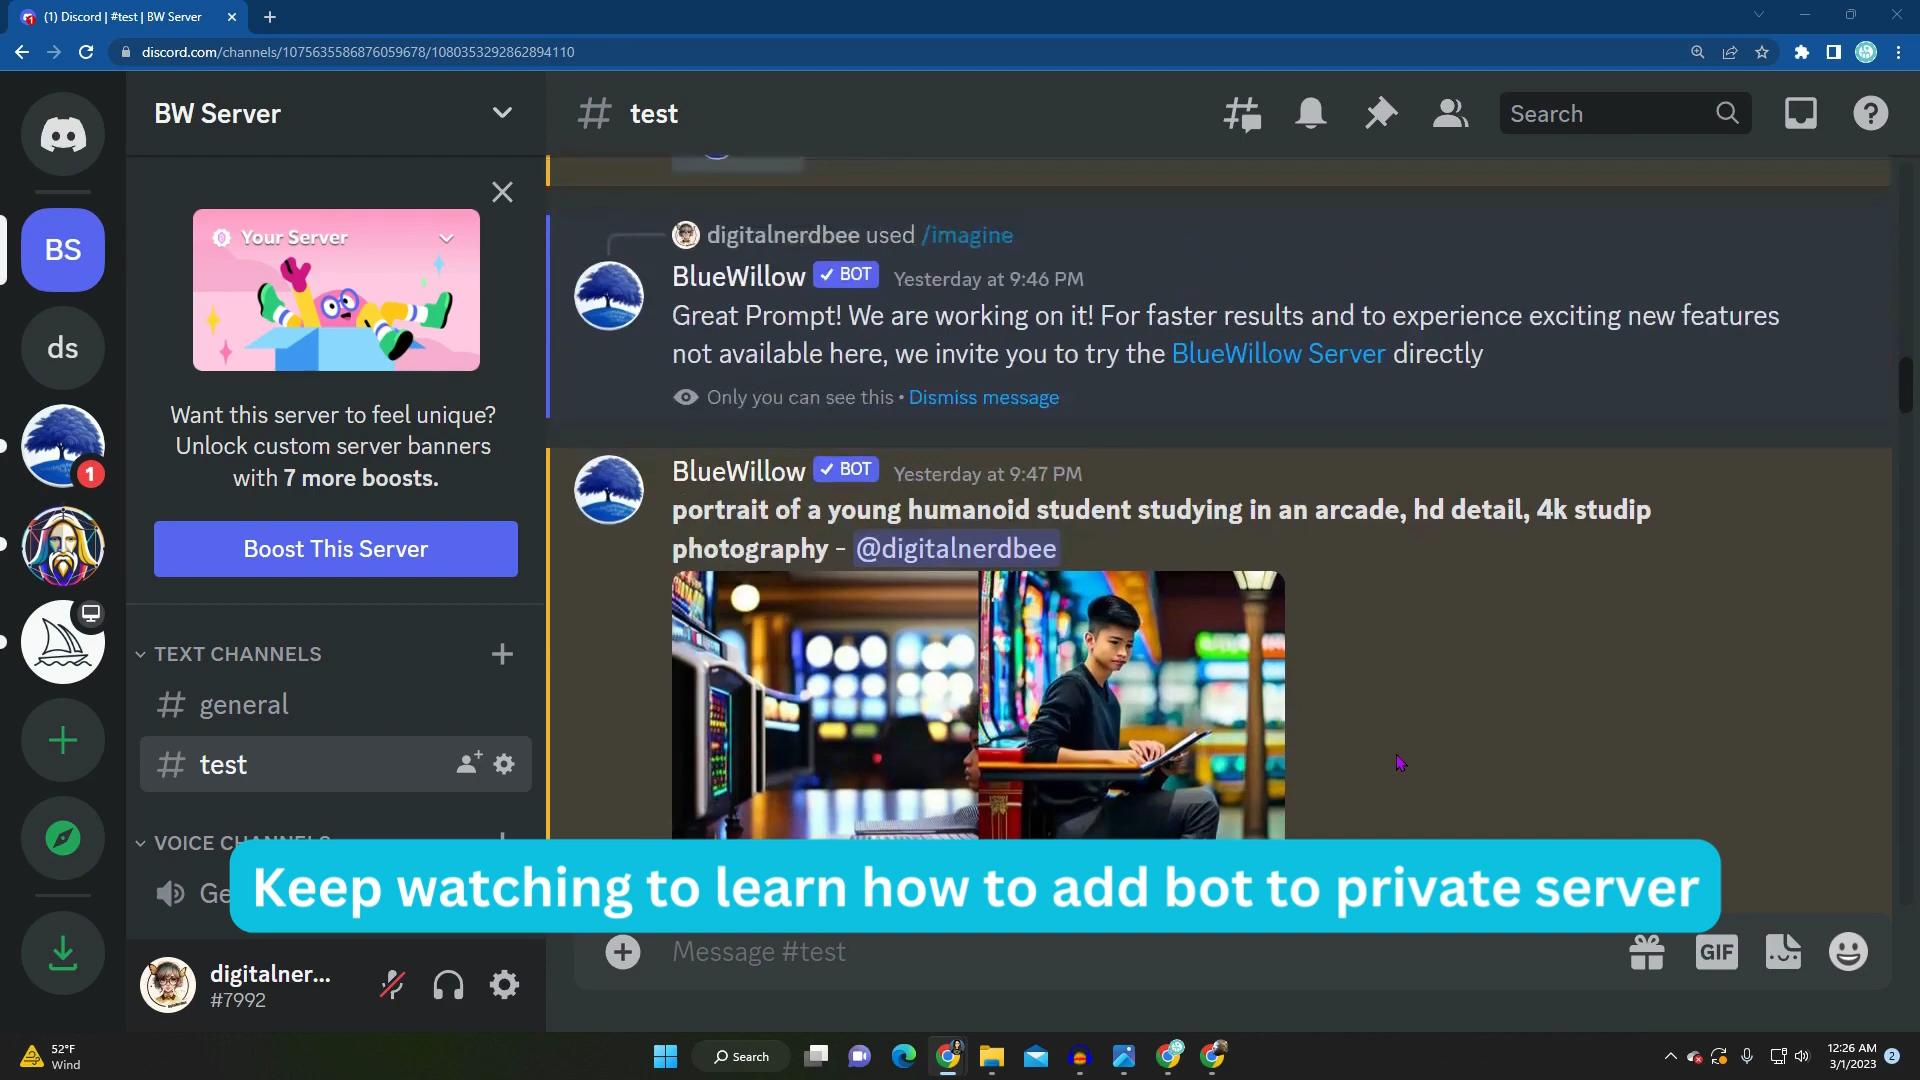 (1) Discord | #test | BW Server
discord.com/channels/1075635586876059678/1080353292862894110
BW Server
# test
Search
BS
ds
1
Your Server
Want this server to feel unique?
Unlock custom server banners
with 7 more boosts.
Boost This Server
TEXT CHANNELS
# general
# test
VOICE
Ge
digitalner...
#7992
digitalnerdbee used /imagine
BlueWillow ✓ BOT Yesterday at 9:46 PM
Great Prompt! We are working on it! For faster results and to experience exciting new features
not available here, we invite you to try the BlueWillow Server directly
Only you can see this • Dismiss message
BlueWillow ✓ BOT Yesterday at 9:47 PM
portrait of a young humanoid student studying in an arcade, hd detail, 4k studip
photography - @digitalnerdbee
Keep watching to learn how to add bot to private server
Message #test
GIF
52°F
Wind
Search
12:26 AM
3/1/2023
2